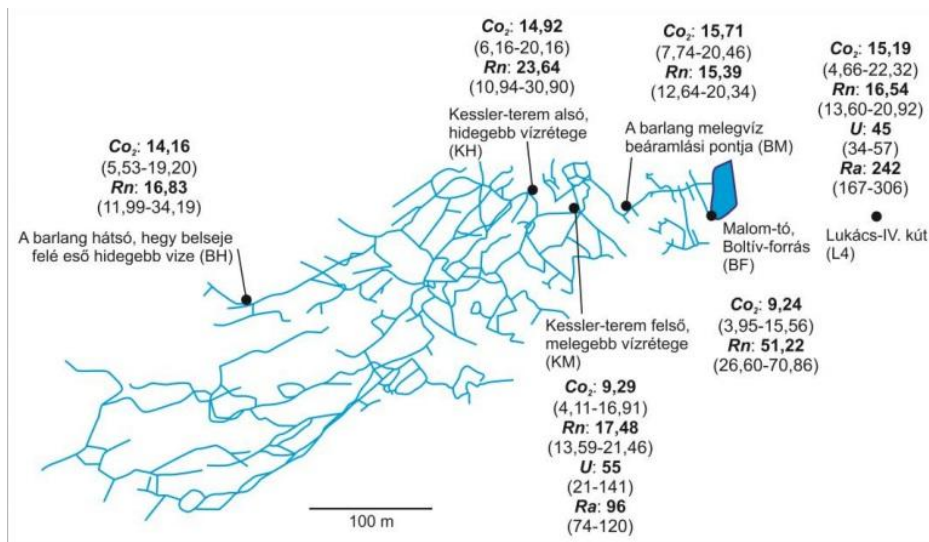 Co₂: 14,92
(6,16-20,16)
Rn: 23,64
(10,94-30,90)
Kessler-terem alsó,
hidegebb vízrétege
(KH)
Co₂: 15,71
(7,74-20,46)
Rn: 15,39
(12,64-20,34)
A barlang melegvíz
beáramlási pontja (BM)
Co₂: 15,19
(4,66-22,32)
Rn: 16,54
(13,60-20,92)
U: 45
(34-57)
Ra: 242
(167-306)
Lukács-IV. kút
(L4)
Co₂: 14,16
(5,53-19,20)
Rn: 16,83
(11,99-34,19)
A barlang hátsó, hegy belseje
felé eső hidegebb vize (BH)
Malom-tó,
Boltív-forrás
(BF)
Co₂: 9,24
(3,95-15,56)
Rn: 51,22
(26,60-70,86)
Kessler-terem felső,
melegebb vízrétege
(KM)
Co₂: 9,29
(4,11-16,91)
Rn: 17,48
(13,59-21,46)
U: 55
(21-141)
Ra: 96
(74-120)
100 m